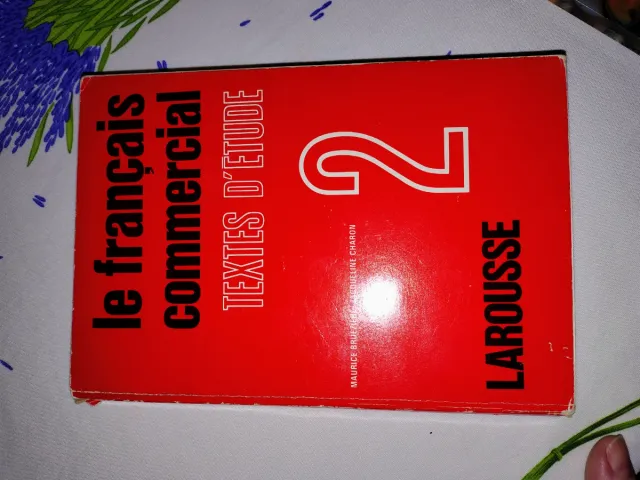 le français
commercial
TEXTES D'ÉTUDE
2
MAURICE CHARON
LAROUSSE